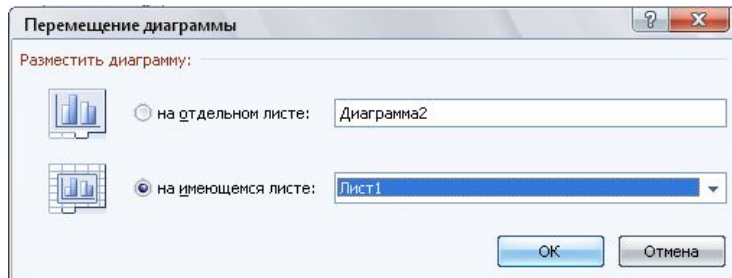 Перемещение диаграммы
Разместить диаграмму:
на отдельном листе: Диаграмма2
на имеющемся листе: Лист1
ОК Отмена